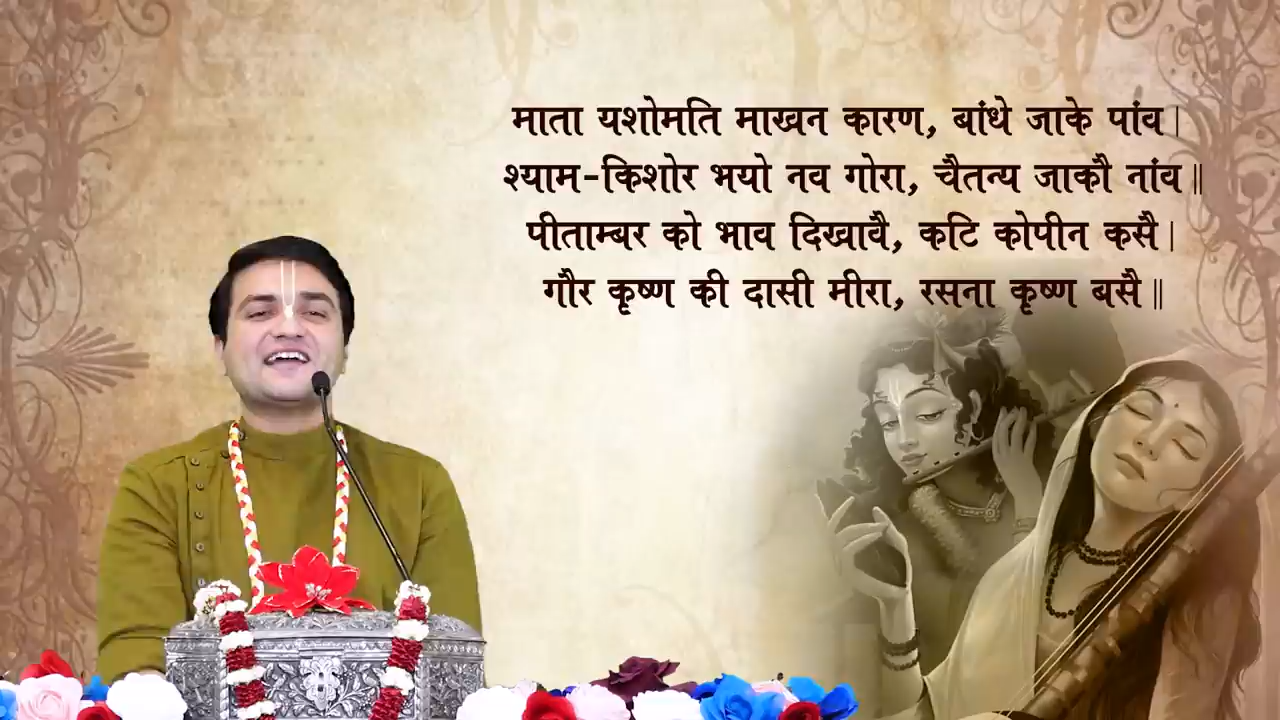 माता यशोमति माखन कारण, बांधे जाके पांव।
श्याम-किशोर भयो नव गोरा, चैतन्य जाकौ नांव॥
पीताम्बर को भाव दिखावै, कटि कोपीन कसै।
गौर कृष्ण की दासी मीरा, रसना कृष्ण बसै॥